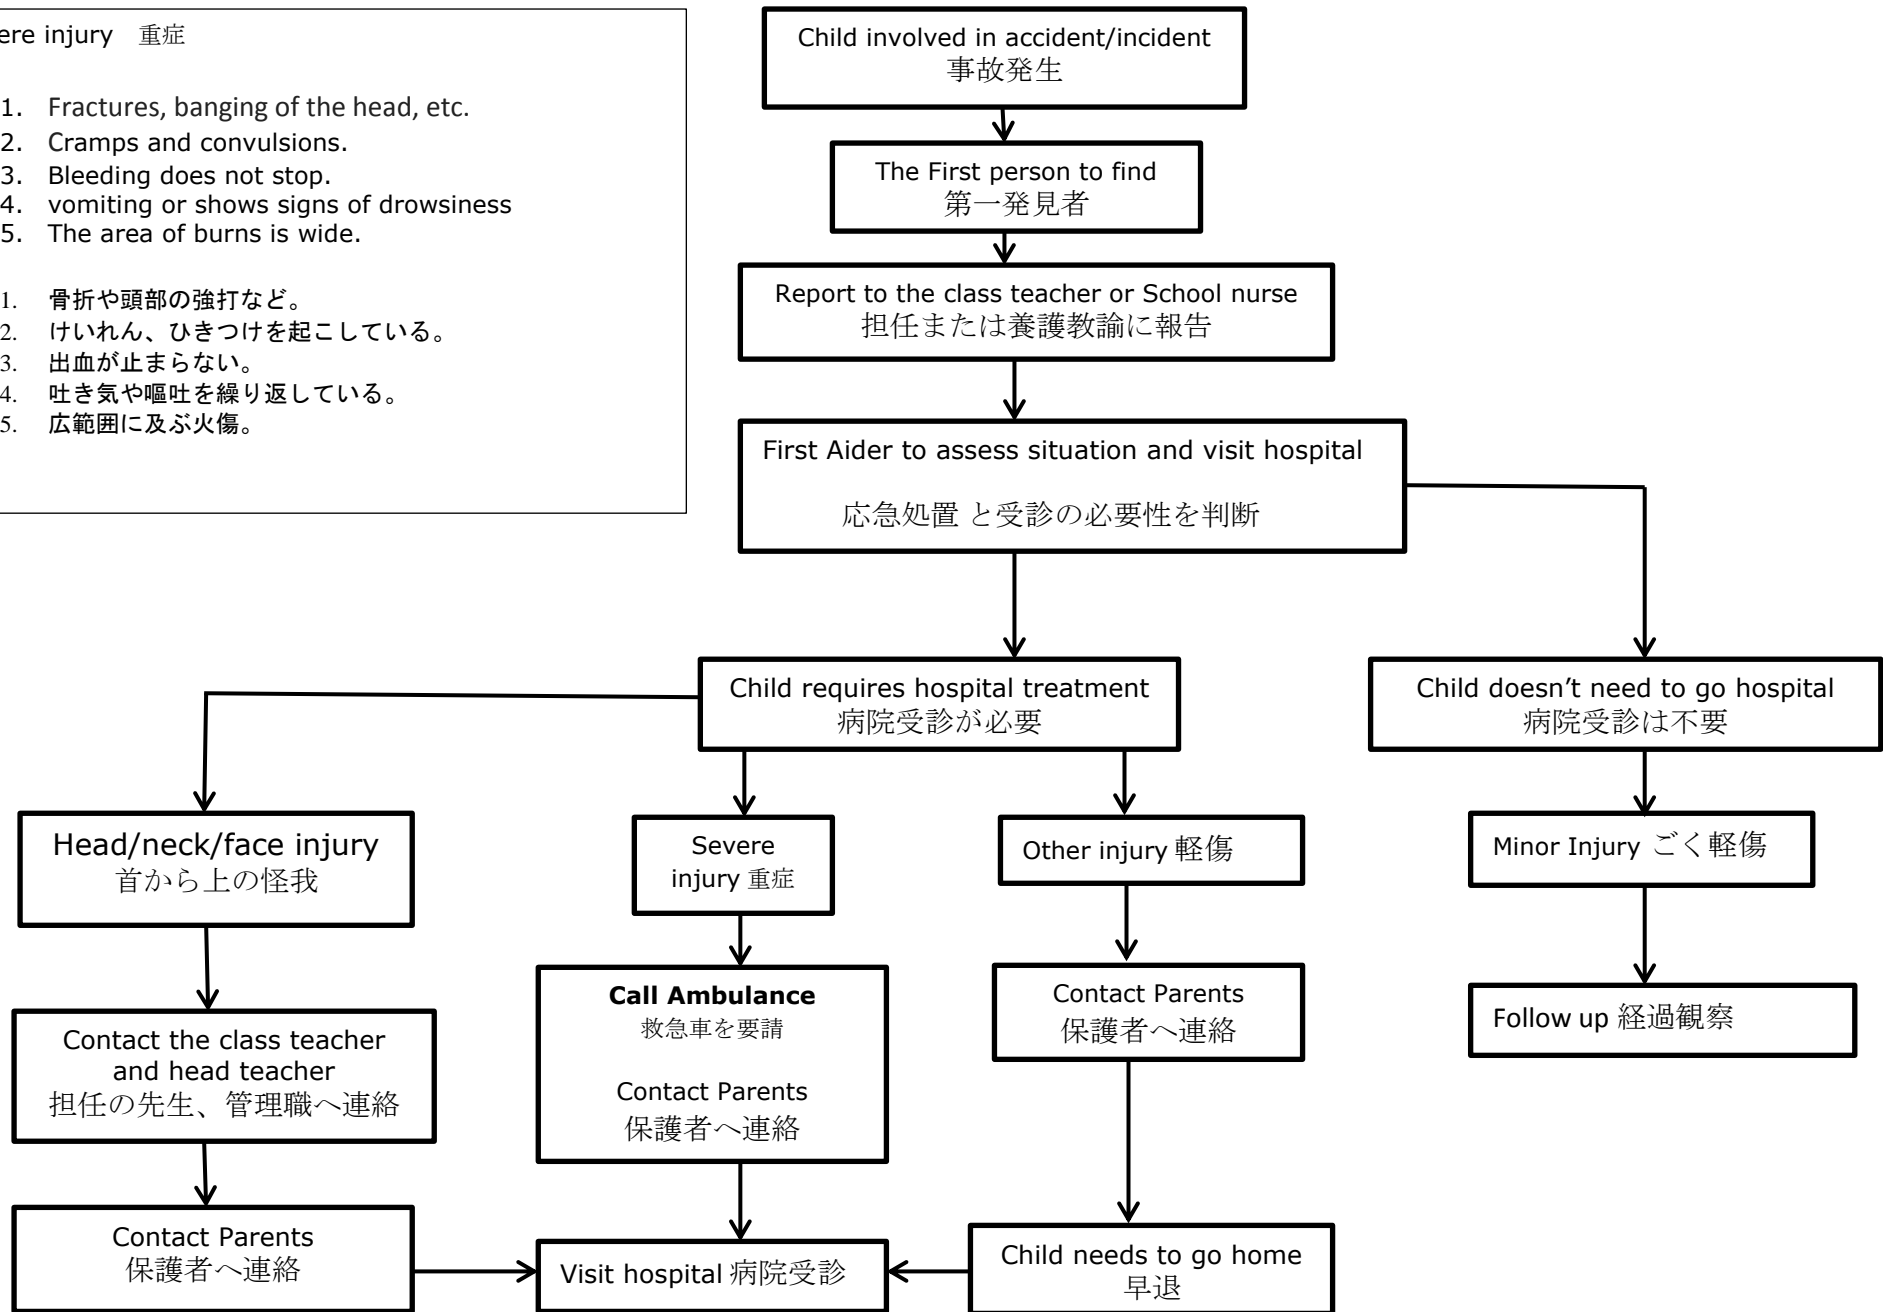 ere injury 重症
1. Fractures, banging of the head, etc.
2. Cramps and convulsions.
3. Bleeding does not stop.
4. vomiting or shows signs of drowsiness
5. The area of burns is wide.
1. 骨折や頭部の強打など。
2. けいれん、ひきつけを起こしている。
3. 出血が止まらない。
4. 吐き気や嘔吐を繰り返している。
5. 広範囲に及ぶ火傷。
Child involved in accident/incident
事故発生
The First person to find
第一発見者
Report to the class teacher or School nurse
担任または養護教諭に報告
First Aider to assess situation and visit hospital
応急処置 と受診の必要性を判断
Child requires hospital treatment
病院受診が必要
Child doesn’t need to go hospital
病院受診は不要
Head/neck/face injury
首から上の怪我
Severe
injury 重症
Other injury 軽傷
Minor Injury ごく軽傷
Contact the class teacher
and head teacher
担任の先生、管理職へ連絡
Call Ambulance
救急車を要請
Contact Parents
保護者へ連絡
Contact Parents
保護者へ連絡
Follow up 経過観察
Contact Parents
保護者へ連絡
Visit hospital 病院受診
Child needs to go home
早退